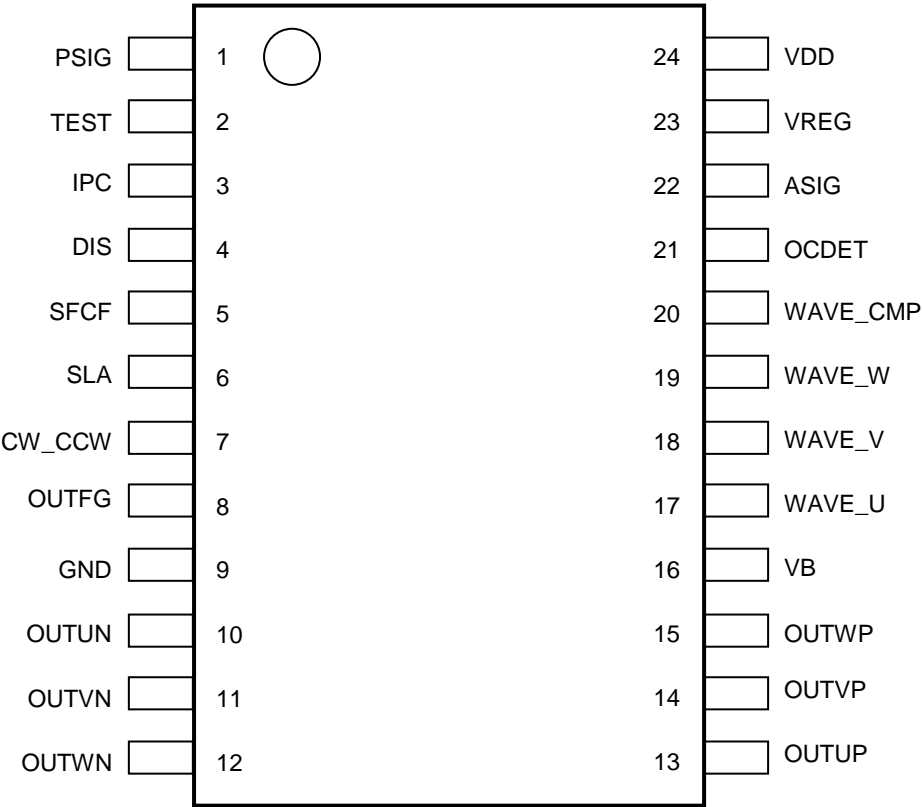 PSIG 1 24 VDD
TEST 2 23 VREG
IPC 3 22 ASIG
DIS 4 21 OCDET
SFCF 5 20 WAVE_CMP
SLA 6 19 WAVE_W
CW_CCW 7 18 WAVE_V
OUTFG 8 17 WAVE_U
GND 9 16 VB
OUTUN 10 15 OUTWP
OUTVN 11 14 OUTVP
OUTWN 12 13 OUTUP